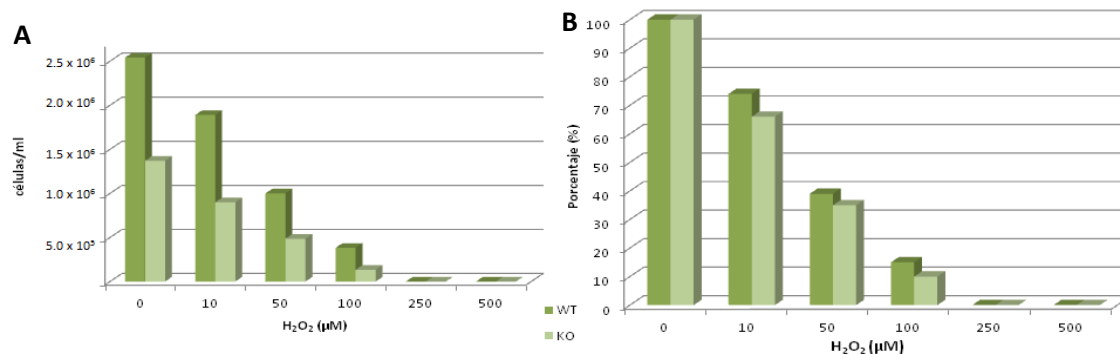 A
células/ml
2.5 x 10⁶
2.0 x 10⁶
1.5 x 10⁶
1.0 x 10⁶
5.0 x 10⁵
0
10
50
100
250
500
H₂O₂ (µM)
WT
KO
B
Porcentaje (%)
100
90
80
70
60
50
40
30
20
10
0
0
10
50
100
250
500
H₂O₂ (µM)